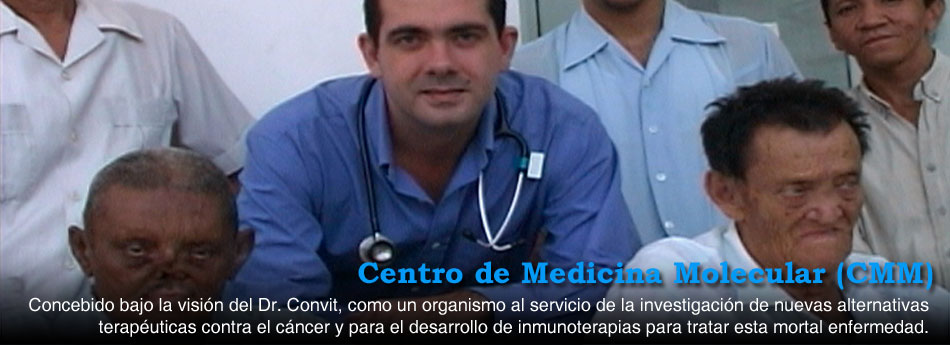 Centro de Medicina Molecular (CMM)
Concebido bajo la visión del Dr. Convit, como un organismo al servicio de la investigación de nuevas alternativas
terapéuticas contra el cáncer y para el desarrollo de inmunoterapias para tratar esta mortal enfermedad.